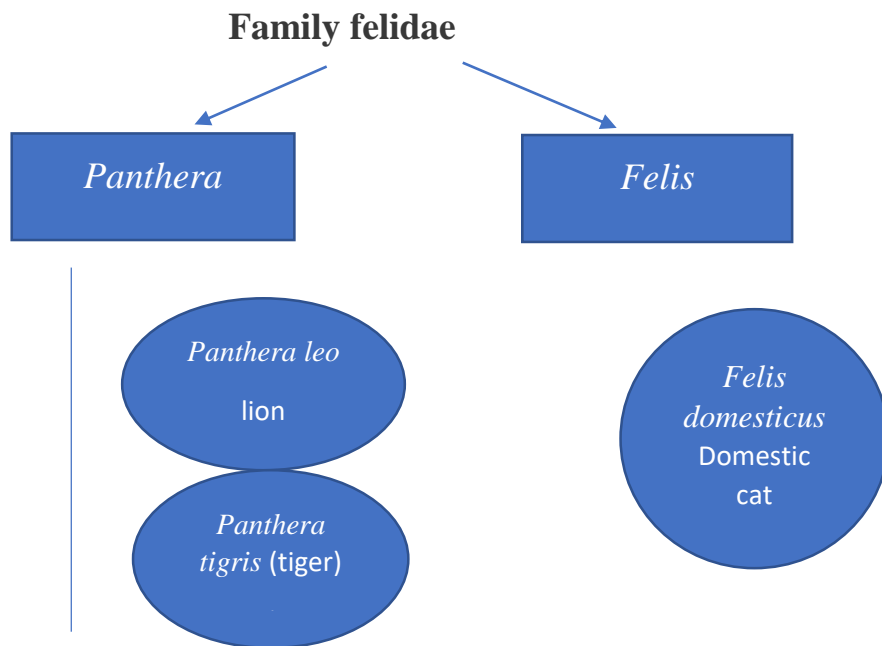 Family felidae
Panthera
Felis
Panthera leo
lion
Panthera
tigris (tiger)
Felis
domesticus
Domestic
cat